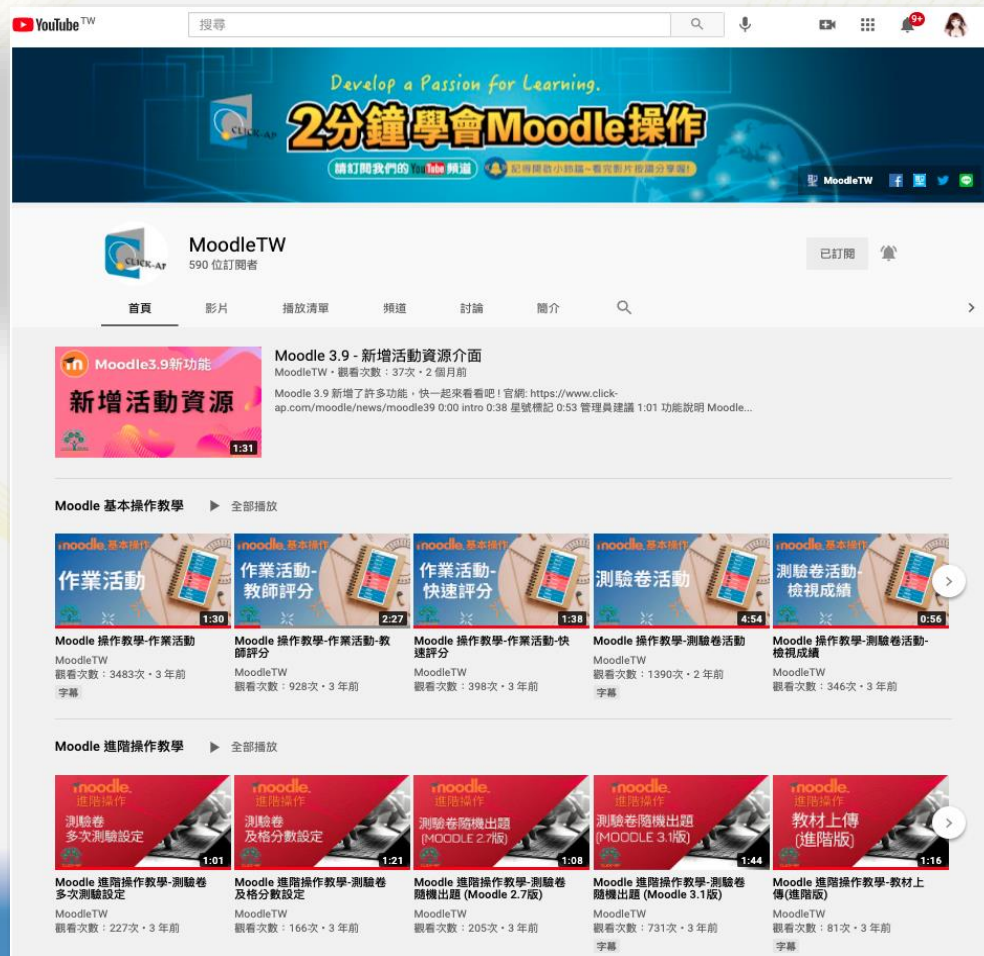 YouTube TW
搜尋
9+
Develop a Passion for Learning.
CLICK-AP
2分鐘學會Moodle操作
請訂閱我們的 YouTube 頻道
記得開啟小鈴鐺~看完影片按讚分享喔!
MoodleTW
CLICK-AP
MoodleTW
590 位訂閱者
已訂閱
首頁 影片 播放清單 頻道 討論 簡介
m Moodle3.9新功能
新增活動資源
1:31
Moodle 3.9 - 新增活動資源介面
MoodleTW・觀看次數：37次・2 個月前
Moodle 3.9 新增了許多功能，快一起來看看吧 ! 官網: https://www.click-
ap.com/moodle/news/moodle39 0:00 intro 0:38 星號標記 0:53 管理員建議 1:01 功能說明 Moodle...
Moodle 基本操作教學 ▶ 全部播放
moodle 基本操作
作業活動
1:30
moodle 基本操作
作業活動-
教師評分
2:27
moodle 基本操作
作業活動-
快速評分
1:38
moodle 基本操作
測驗卷活動
4:54
moodle 基本操作
測驗卷活動-
檢視成績
0:56
Moodle 操作教學-作業活動
MoodleTW
觀看次數：3483次・3 年前
字幕
Moodle 操作教學-作業活動-教
師評分
MoodleTW
觀看次數：928次・3 年前
Moodle 操作教學-作業活動-快
速評分
MoodleTW
觀看次數：398次・3 年前
Moodle 操作教學-測驗卷活動
MoodleTW
觀看次數：1390次・2 年前
字幕
Moodle 操作教學-測驗卷活動-
檢視成績
MoodleTW
觀看次數：346次・3 年前
Moodle 進階操作教學 ▶ 全部播放
moodle.
進階操作
測驗卷
多次測驗設定
1:01
moodle.
進階操作
測驗卷
及格分數設定
1:21
moodle.
進階操作
測驗卷隨機出題
(MOODLE 2.7版)
1:08
moodle.
進階操作
測驗卷隨機出題
(MOODLE 3.1版)
1:44
moodle.
進階操作
教材上傳
(進階版)
1:16
Moodle 進階操作教學-測驗卷
多次測驗設定
MoodleTW
觀看次數：227次・3 年前
Moodle 進階操作教學-測驗卷
及格分數設定
MoodleTW
觀看次數：166次・3 年前
Moodle 進階操作教學-測驗卷
隨機出題 (Moodle 2.7版)
MoodleTW
觀看次數：205次・3 年前
Moodle 進階操作教學-測驗卷
隨機出題 (Moodle 3.1版)
MoodleTW
觀看次數：731次・3 年前
字幕
Moodle 進階操作教學-教材上
傳(進階版)
MoodleTW
觀看次數：81次・3 年前
字幕